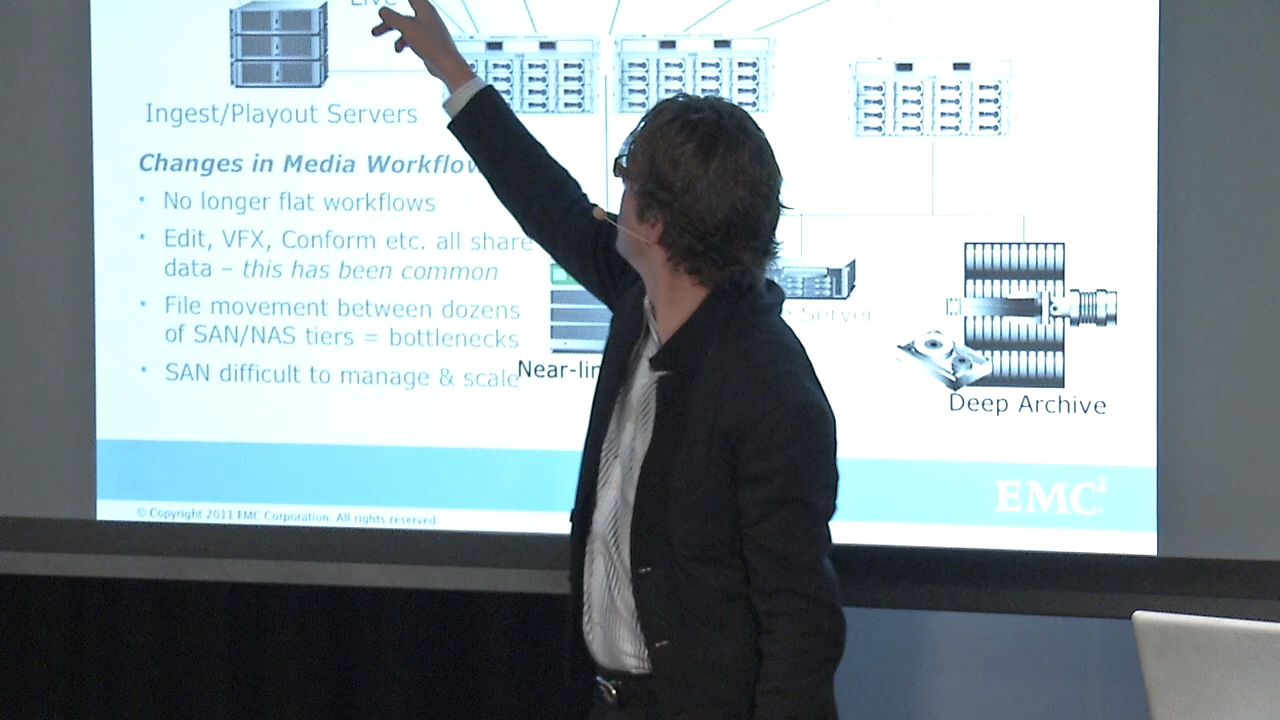 Live
Ingest/Playout Servers
Changes in Media Workflow
• No longer flat workflows
• Edit, VFX, Conform etc. all share
data – this has been common
• File movement between dozens
of SAN/NAS tiers = bottlenecks
• SAN difficult to manage & scale
Near-lin
Server
Deep Archive
EMC²
© Copyright 2011 EMC Corporation. All rights reserved